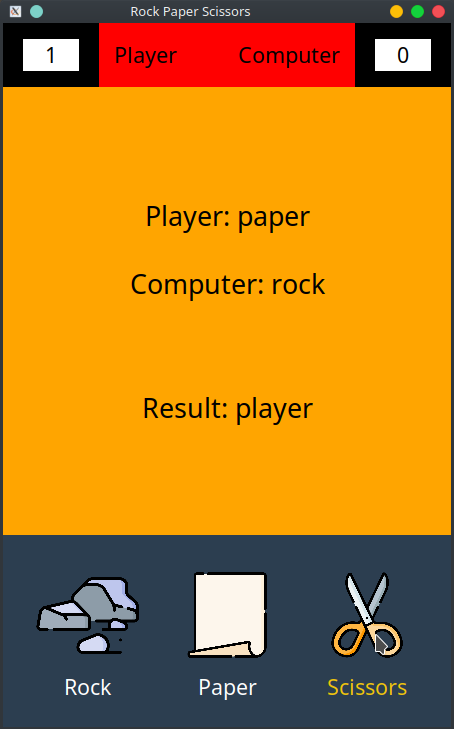 Rock Paper Scissors
1 Player Computer 0
Player: paper
Computer: rock
Result: player
Rock Paper Scissors